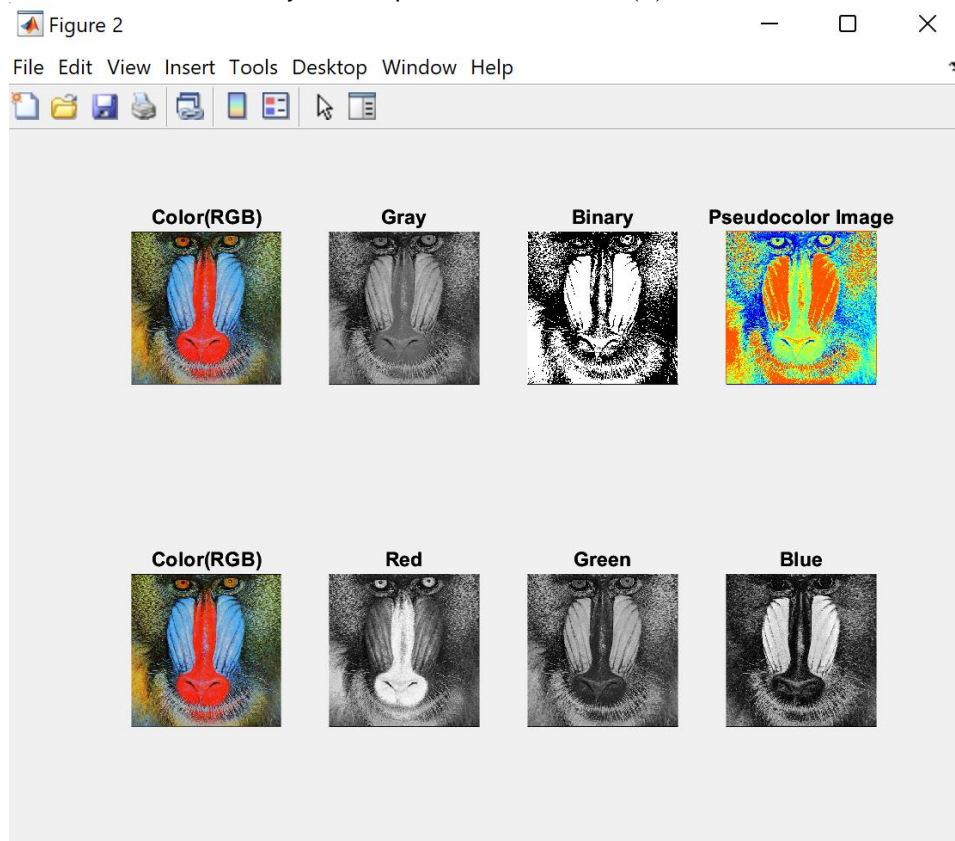 Figure 2
File Edit View Insert Tools Desktop Window Help
Color(RGB) Gray Binary Pseudocolor Image
Color(RGB) Red Green Blue